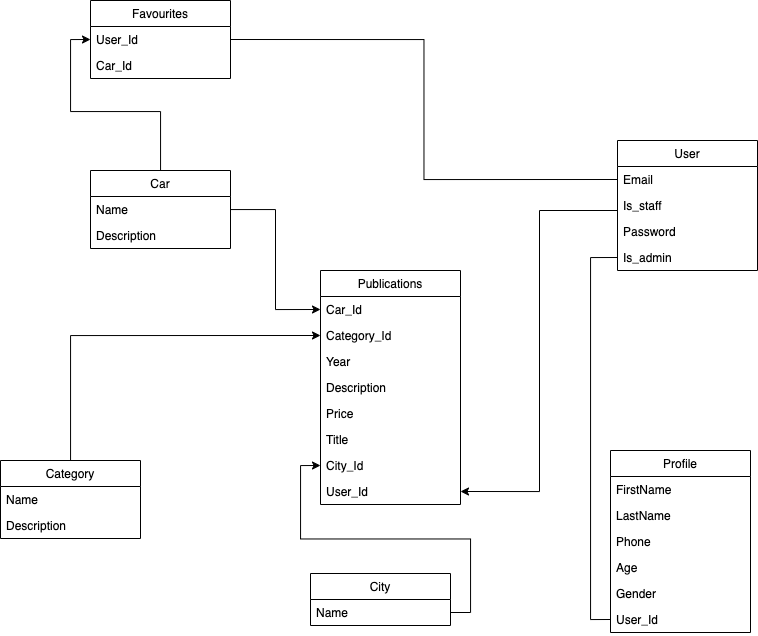 Favourites
User_Id
Car_Id
Car
Name
Description
User
Email
Is_staff
Password
Is_admin
Publications
Car_Id
Category_Id
Year
Description
Price
Title
City_Id
User_Id
Category
Name
Description
Profile
FirstName
LastName
Phone
Age
Gender
User_Id
City
Name